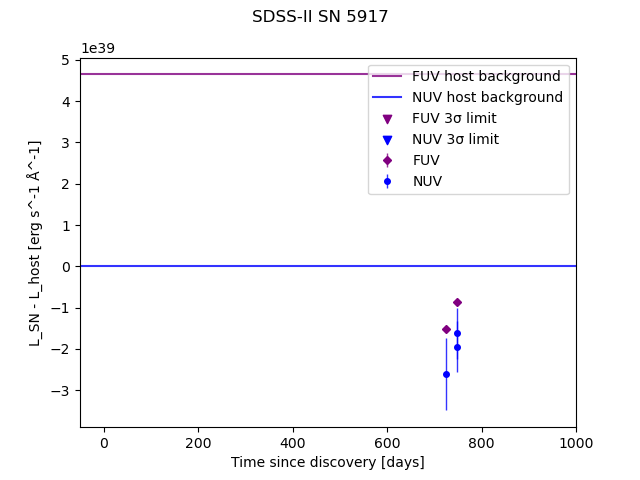 SDSS-II SN 5917
1e39
5
4
3
2
1
0
−1
−2
−3
L_SN - L_host [erg s^-1 Å^-1]
FUV host background
NUV host background
FUV 3σ limit
NUV 3σ limit
FUV
NUV
0 200 400 600 800 1000
Time since discovery [days]